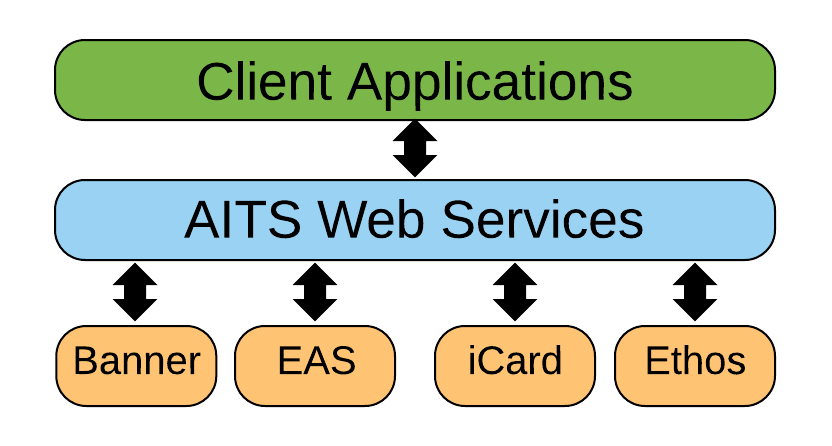 Client Applications
AITS Web Services
Banner
EAS
iCard
Ethos